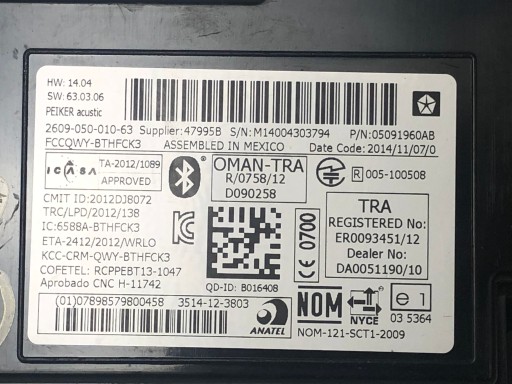 HW: 14.04
SW: 63.03.06
PEIKER acustic
2609-050-010-63 Supplier:47995B S/N:M14004303794 P/N:05091960AB
FCCQWY-BTHFCK3 ASSEMBLED IN MEXICO Date Code:2014/11/07/0
ICASA
TA-2012/1089
APPROVED
OMAN-TRA
R/0758/12
D090258
R 005-100508
CMIT ID:2012DJ8072
TRC/LPD/2012/138
IC:6588A-BTHFCK3
ETA-2412/2012/WRLO
KCC-CRM-QWY-BTHFCK3
COFETEL: RCPPEBT13-1047
Aprobado CNC H-11742
QD-ID: B016408
CE 0700
TRA
REGISTERED No:
ER0093451/12
Dealer No:
DA0051190/10
(01)07898579800458 3514-12-3803
ANATEL
NOM
NYCE
NOM-121-SCT1-2009
e1
03 5364